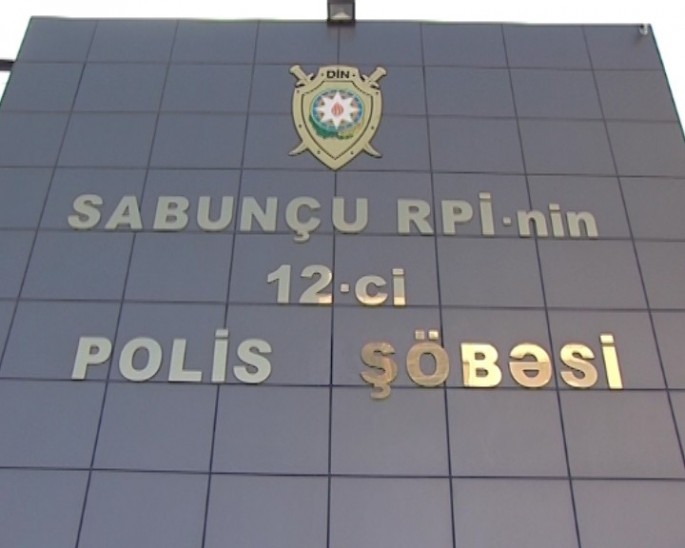 DİN
SABUNÇU RPİ-nin
12-ci
POLİS ŞÖBƏSİ